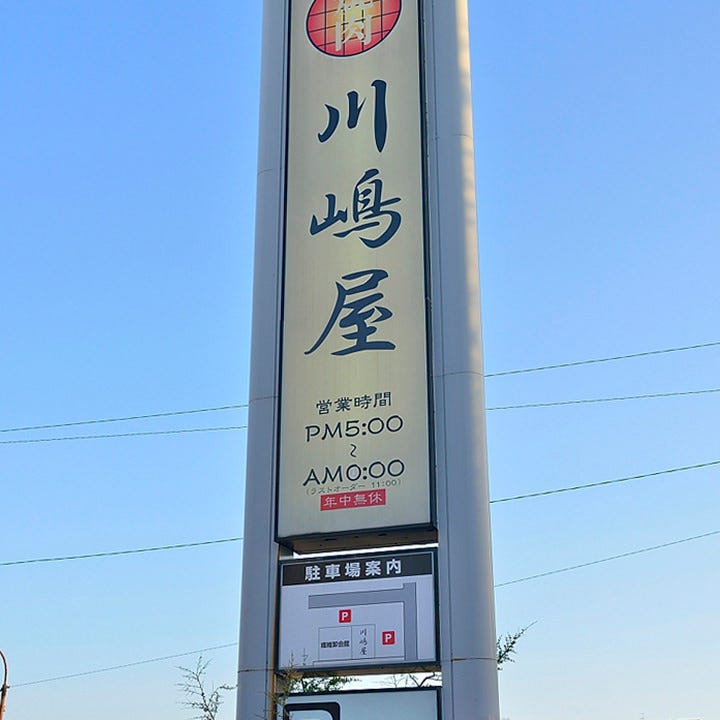 肉
川嶋屋
営業時間
PM5:00
～
AM0:00
(ラストオーダー 11:00)
年中無休
駐車場案内
P
P
川嶋屋